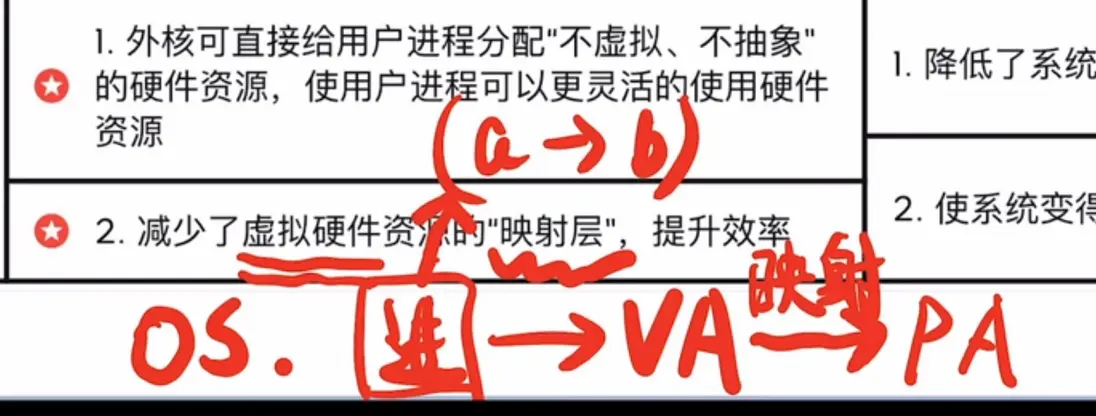 1. 外核可直接给用户进程分配“不虚拟、不抽象”
的硬件资源，使用户进程可以更灵活的使用硬件
资源
(a → b)
2. 减少了虚拟硬件资源的“映射层”，提升效率
1. 降低了系统
2. 使系统变得
映射
OS. 进 → VA → PA